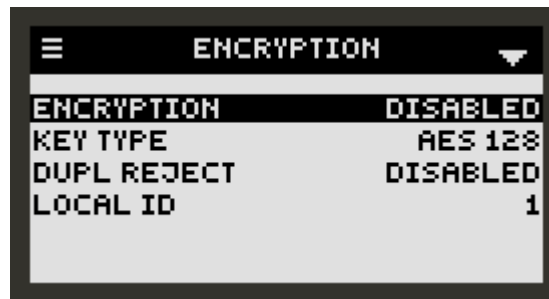 ENCRYPTION
ENCRYPTION DISABLED
KEY TYPE AES 128
DUPL REJECT DISABLED
LOCAL ID 1